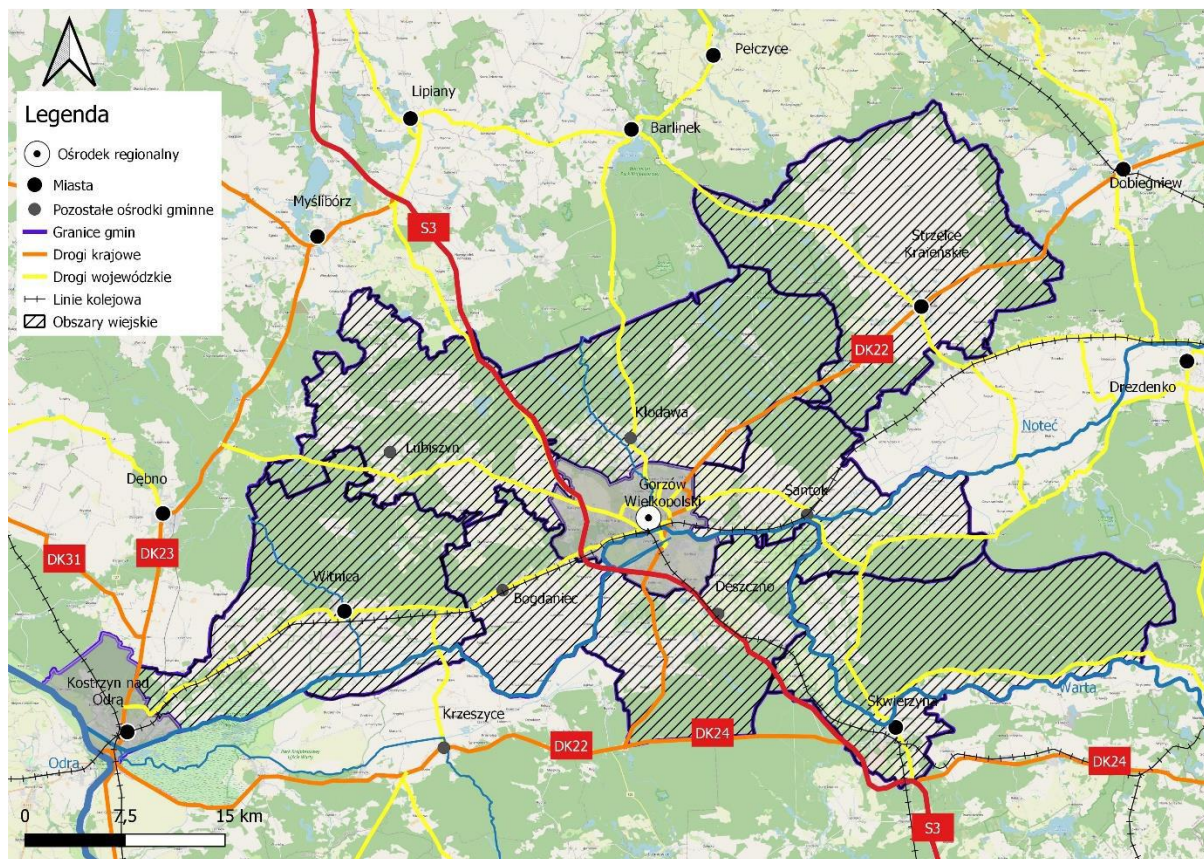 Pełczyce
Lipiany
Legenda
Barlinek
Ośrodek regionalny
Dobiegniew
Miasta
Myślibórz
Pozostałe ośrodki gminne
S3
Granice gmin
Strzelce
Krajeńskie
Drogi krajowe
Drogi wojewódzkie
Linie kolejowa
Obszary wiejskie
DK22
Drezdenko
Kłodawa
Noteć
Lubiszyn
Dębno
Gorzów
Wielkopolski
Santok
DK31
DK23
Witnica
Bogdaniec
Deszczno
Kostrzyn nad
Odrą
Skwierzyna
Warta
Krzeszyce
DK22
DK24
Odra
DK24
0
7,5
15 km
S3